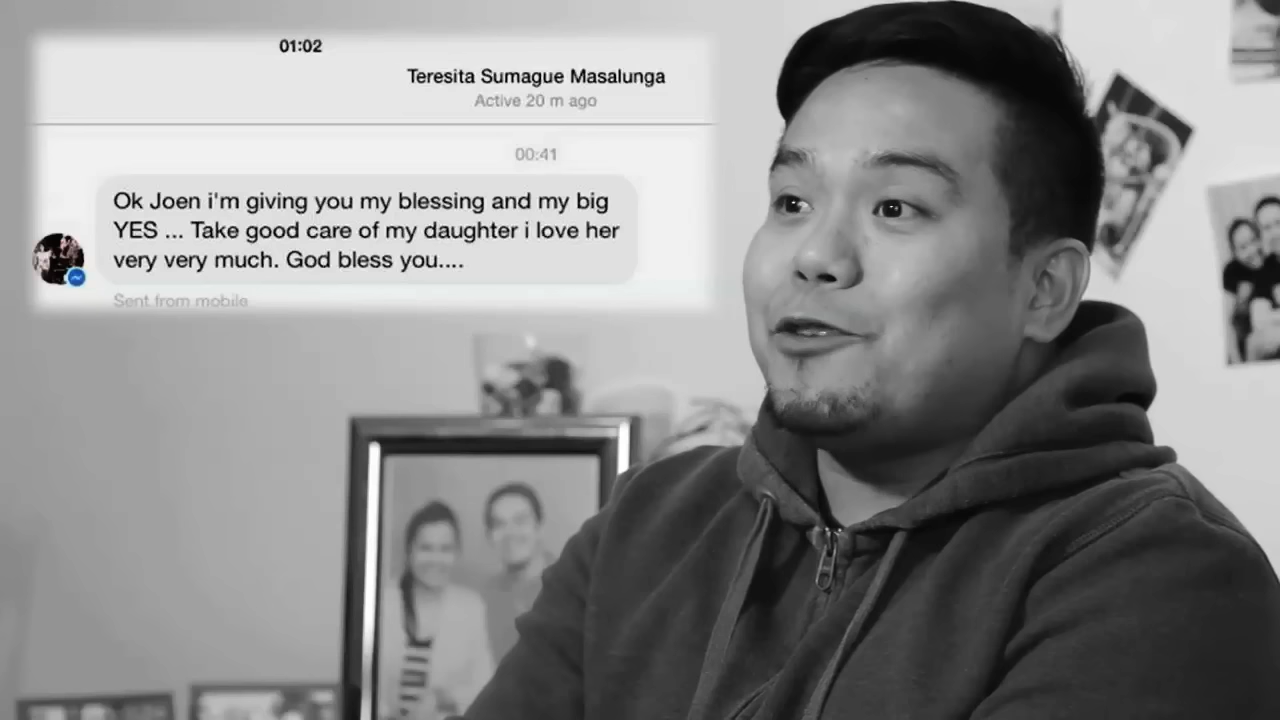 01:02
Teresita Sumague Masalunga
Active 20 m ago
00:41
Ok Joen i'm giving you my blessing and my big
YES ... Take good care of my daughter i love her
very very much. God bless you....
Sent from mobile